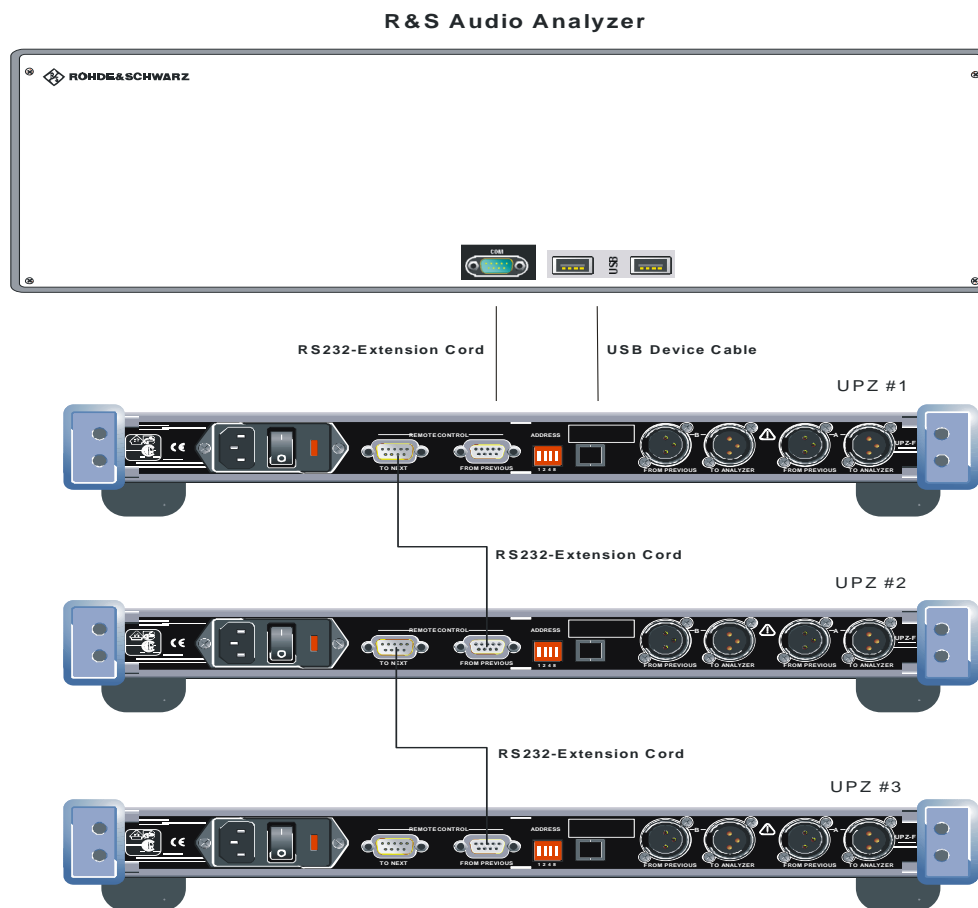 R&S Audio Analyzer
ROHDE&SCHWARZ
COM
USB
RS232-Extension Cord
USB Device Cable
UPZ #1
REMOTE CONTROL
ADDRESS
B
A
UPZ-F
TO NEXT
FROM PREVIOUS
1 2 4 8
FROM PREVIOUS
TO ANALYZER
FROM PREVIOUS
TO ANALYZER
RS232-Extension Cord
UPZ #2
REMOTE CONTROL
ADDRESS
B
A
UPZ-F
TO NEXT
FROM PREVIOUS
1 2 4 8
FROM PREVIOUS
TO ANALYZER
FROM PREVIOUS
TO ANALYZER
RS232-Extension Cord
UPZ #3
REMOTE CONTROL
ADDRESS
B
A
UPZ-F
TO NEXT
FROM PREVIOUS
1 2 4 8
FROM PREVIOUS
TO ANALYZER
FROM PREVIOUS
TO ANALYZER